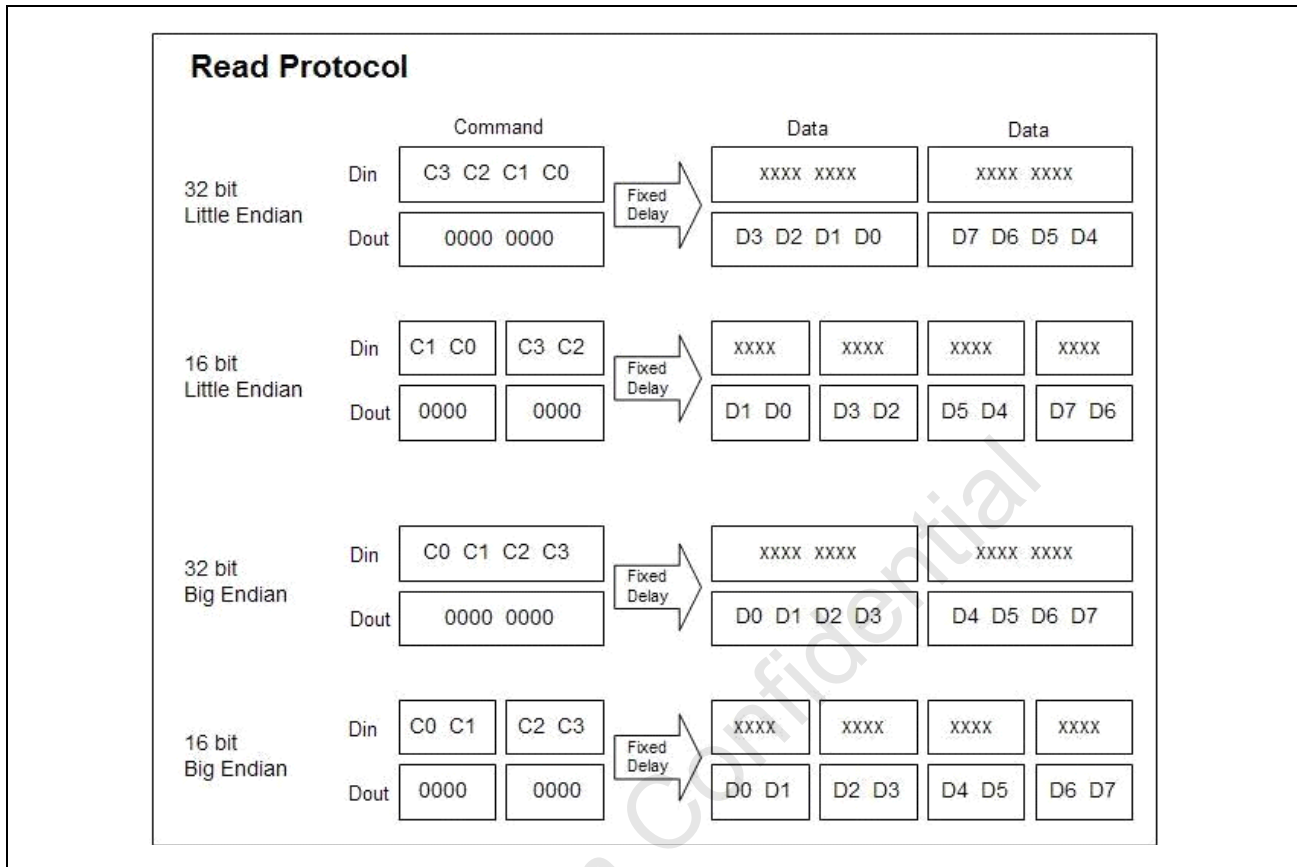 Read Protocol
Command Data Data
32 bit
Little Endian
Din C3 C2 C1 C0 Fixed Delay XXXX XXXX XXXX XXXX
Dout 0000 0000 D3 D2 D1 D0 D7 D6 D5 D4
16 bit
Little Endian
Din C1 C0 C3 C2 Fixed Delay XXXX XXXX XXXX XXXX
Dout 0000 0000 D1 D0 D3 D2 D5 D4 D7 D6
32 bit
Big Endian
Din C0 C1 C2 C3 Fixed Delay XXXX XXXX XXXX XXXX
Dout 0000 0000 D0 D1 D2 D3 D4 D5 D6 D7
16 bit
Big Endian
Din C0 C1 C2 C3 Fixed Delay XXXX XXXX XXXX XXXX
Dout 0000 0000 D0 D1 D2 D3 D4 D5 D6 D7
Confidential